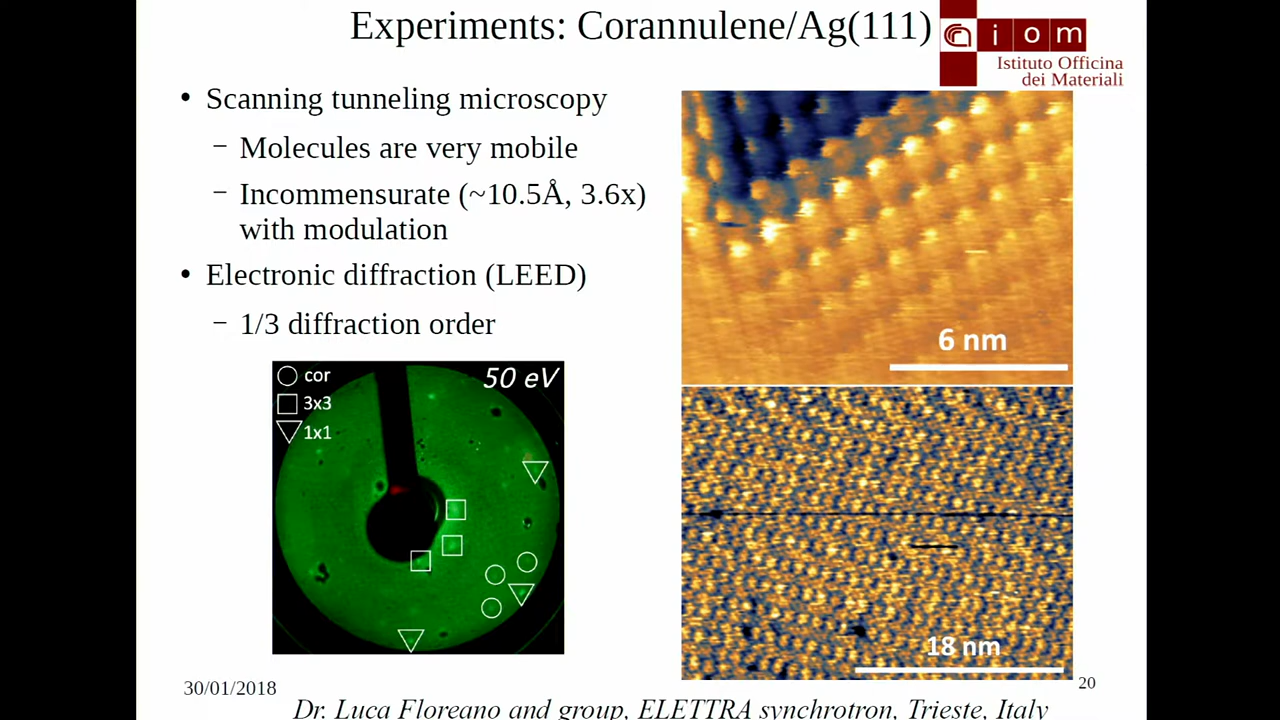 Experiments: Corannulene/Ag(111)
iom
Istituto Officina
dei Materiali
• Scanning tunneling microscopy
– Molecules are very mobile
– Incommensurate (~10.5Å, 3.6x)
with modulation
• Electronic diffraction (LEED)
– 1/3 diffraction order
cor
50 eV
3x3
1x1
6 nm
18 nm
30/01/2018
20
Dr. Luca Floreano and group, ELETTRA synchrotron, Trieste, Italy